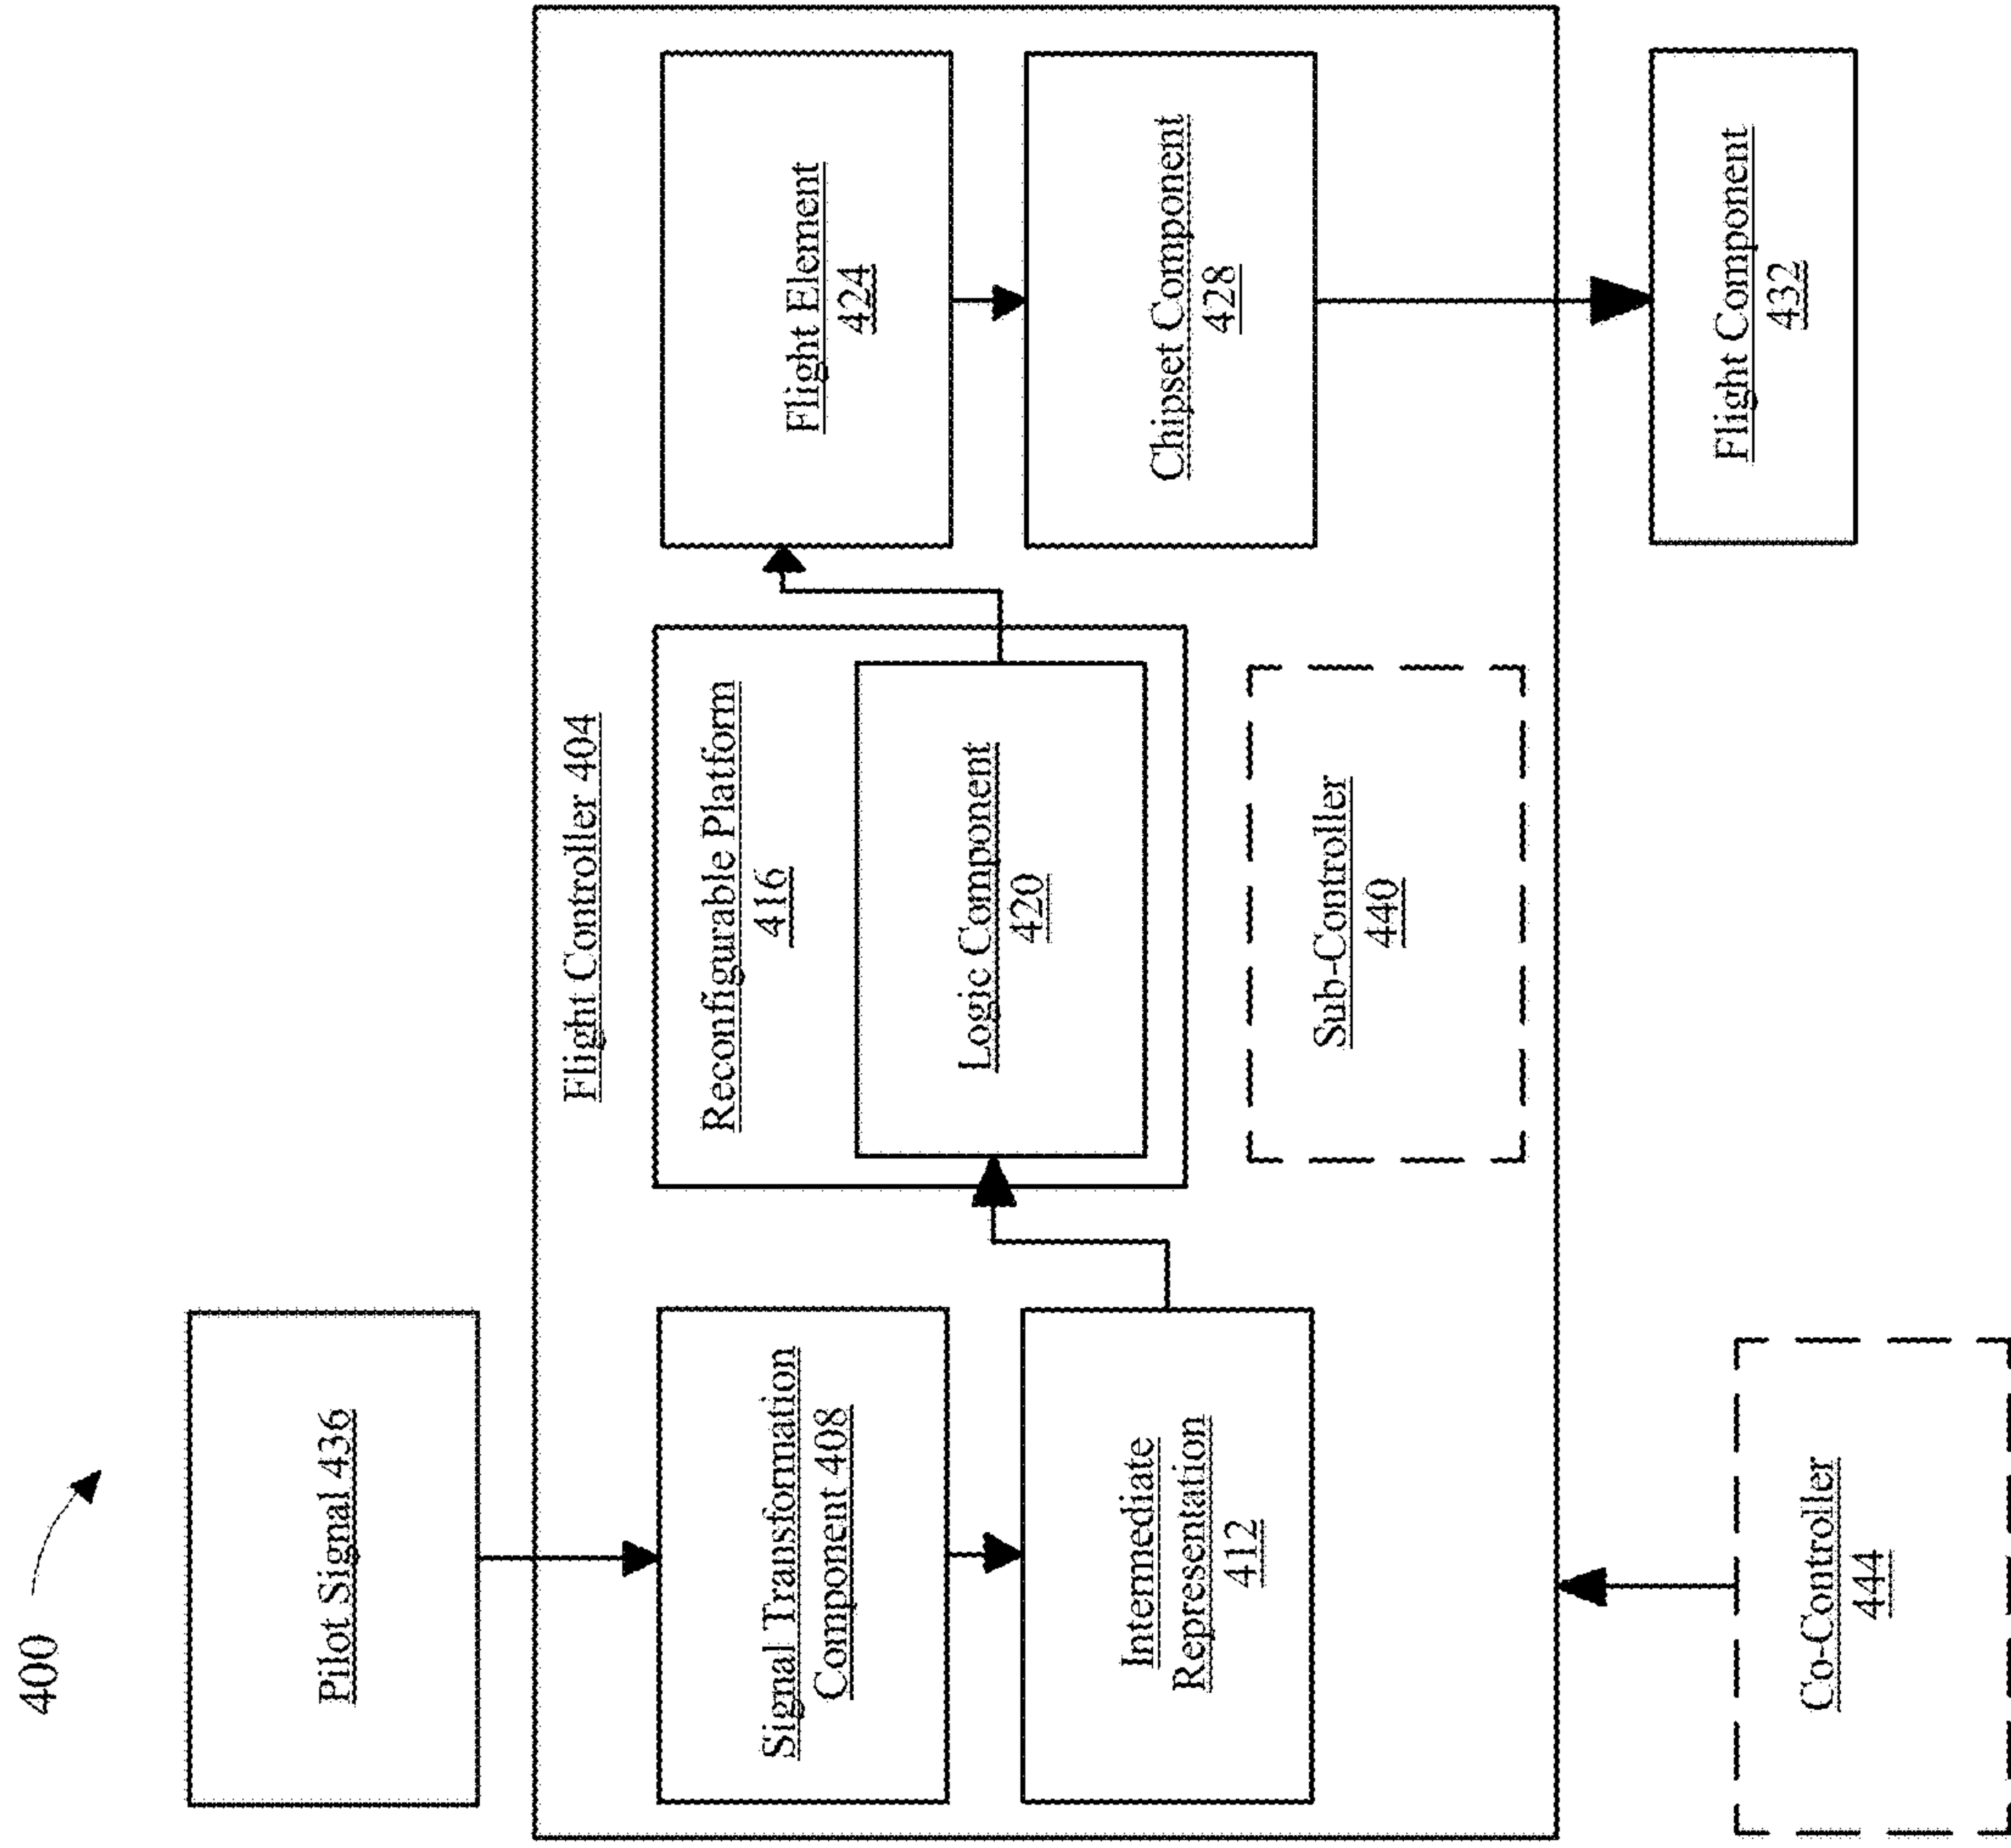 400
Pilot Signal 436
Flight Controller 404
Signal Transformation
Component 408
Intermediate
Representation
412
Reconfigurable Platform
416
Logic Component
420
Sub-Controller
440
Flight Element
424
Chipset Component
428
Co-Controller
444
Flight Component
432